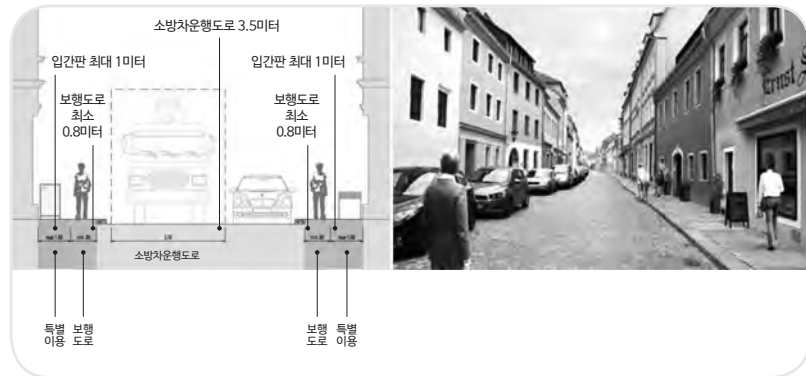 소방차운행도로 3.5미터
입간판 최대 1미터
입간판 최대 1미터
보행도로
최소
0.8미터
보행도로
최소
0.8미터
소방차운행도로
특별
이용
보행
도로
보행
도로
특별
이용
Ernst